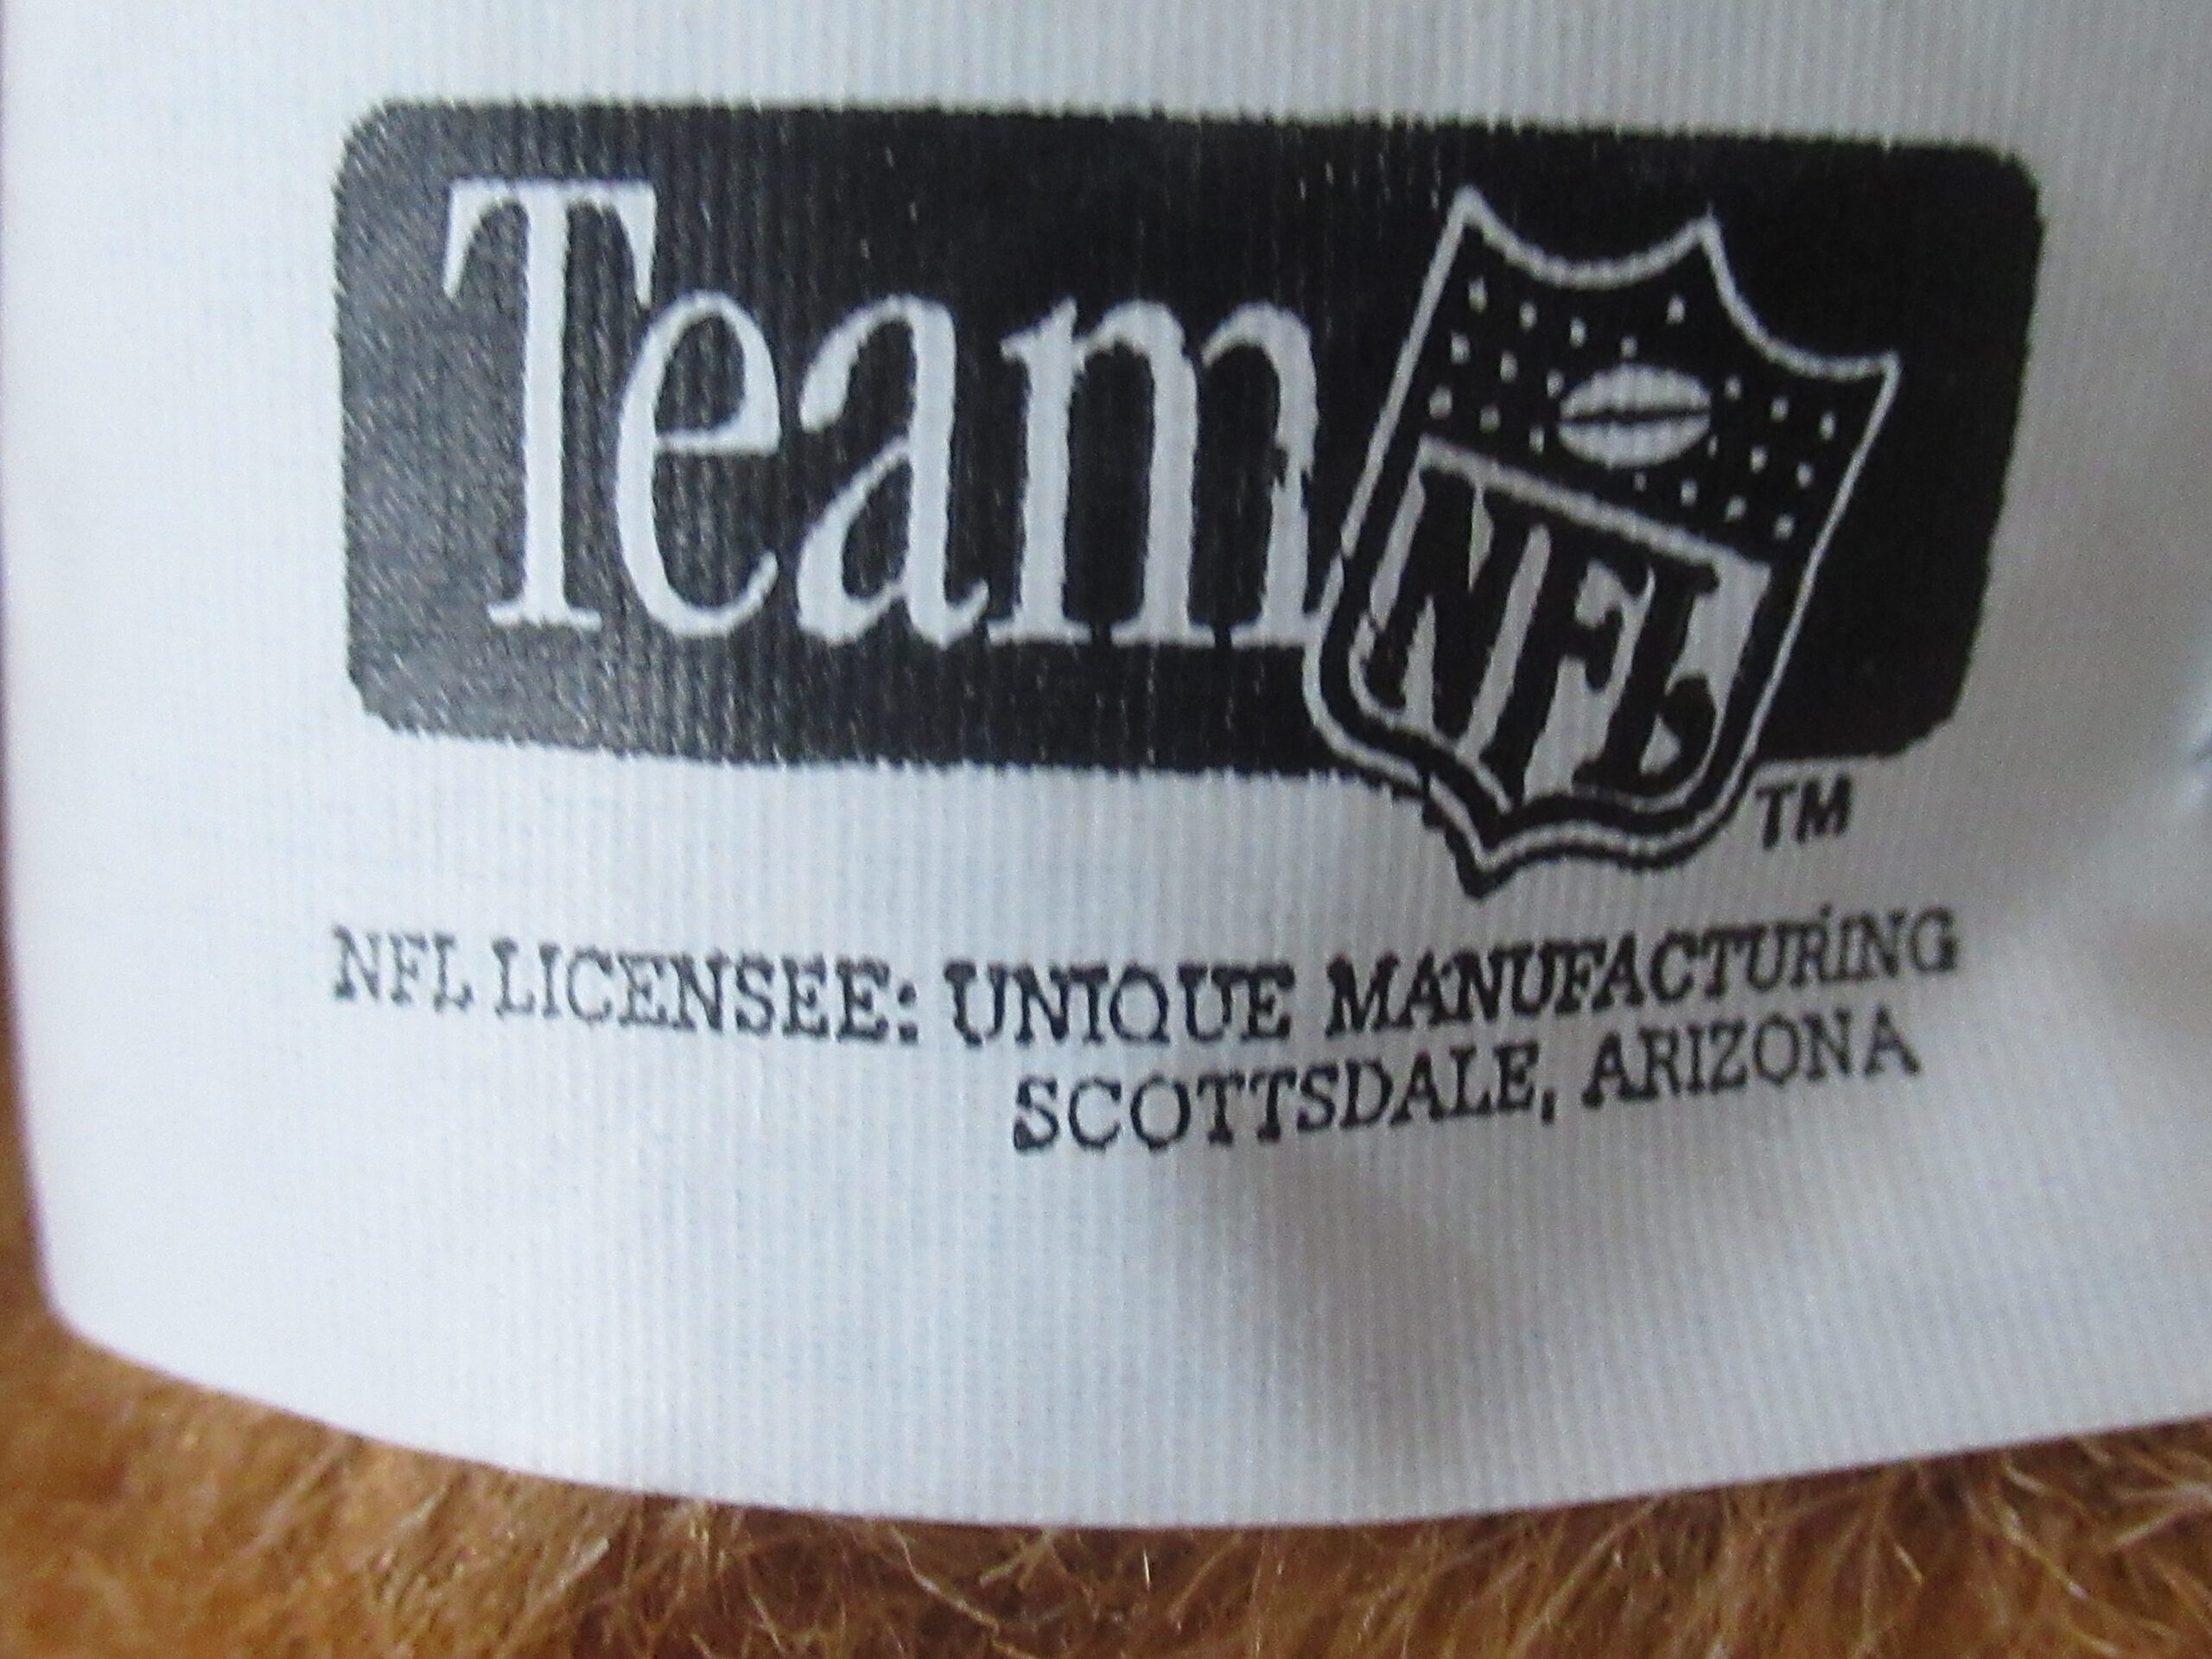 Team NFL TM
NFL LICENSEE: UNIQUE MANUFACTURING
SCOTTSDALE, ARIZONA